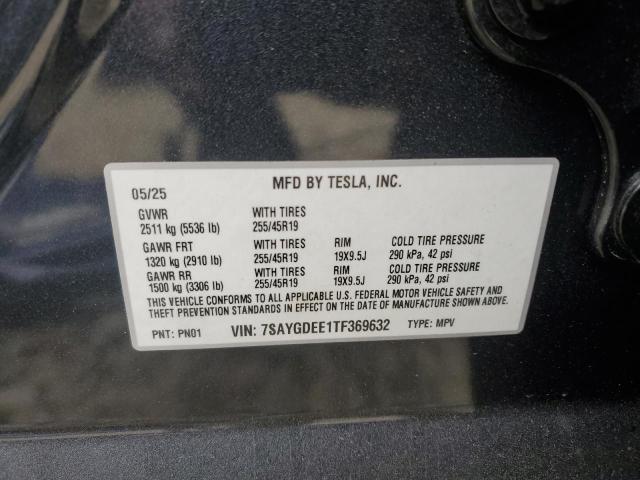 MFD BY TESLA, INC.
05/25
GVWR WITH TIRES
2511 kg (5536 lb) 255/45R19
GAWR FRT WITH TIRES RIM COLD TIRE PRESSURE
1320 kg (2910 lb) 255/45R19 19X9.5J 290 kPa, 42 psi
GAWR RR WITH TIRES RIM COLD TIRE PRESSURE
1500 kg (3306 lb) 255/45R19 19X9.5J 290 kPa, 42 psi
THIS VEHICLE CONFORMS TO ALL APPLICABLE U.S. FEDERAL MOTOR VEHICLE SAFETY AND
THEFT PREVENTION STANDARDS IN EFFECT ON THE DATE OF MANUFACTURE SHOWN ABOVE.
PNT: PN01 VIN: 7SAYGDEE1TF369632 TYPE: MPV